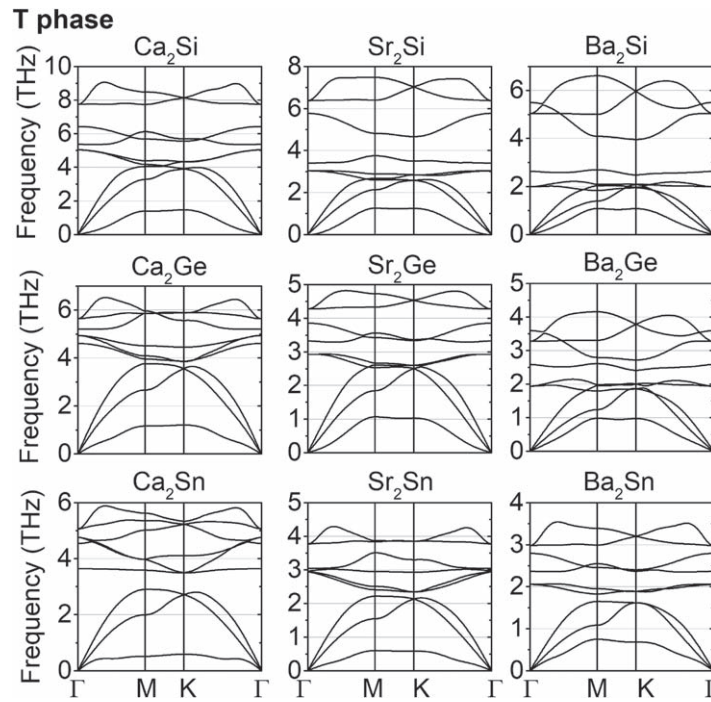 T phase
Ca₂Si
Sr₂Si
Ba₂Si
Frequency (THz)
10
8
6
4
2
0
8
6
4
2
0
6
4
2
0
Ca₂Ge
Sr₂Ge
Ba₂Ge
Frequency (THz)
6
4
2
0
5
4
3
2
1
0
5
4
3
2
1
0
Ca₂Sn
Sr₂Sn
Ba₂Sn
Frequency (THz)
6
4
2
0
5
4
3
2
1
0
4
3
2
1
0
Γ M K Γ
Γ M K Γ
Γ M K Γ